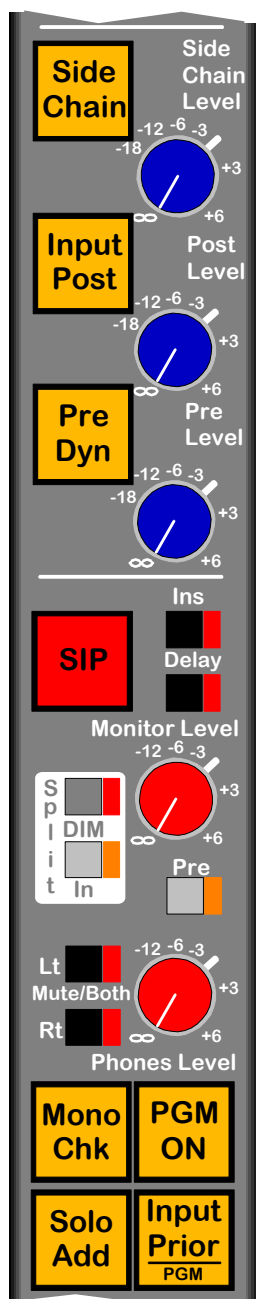 Side
Chain
Side
Chain
Level
-18 -12 -6 -3
+3
∞ +6
Input
Post
Post
Level
-18 -12 -6 -3
+3
∞ +6
Pre
Dyn
Pre
Level
-18 -12 -6 -3
+3
∞ +6
SIP
Ins
Delay
Monitor Level
-12 -6 -3
+3
∞ +6
Split
DIM
In
Pre
Lt
Mute/Both
Rt
-12 -6 -3
+3
∞ +6
Phones Level
Mono
Chk
PGM
ON
Solo
Add
Input
Prior
PGM